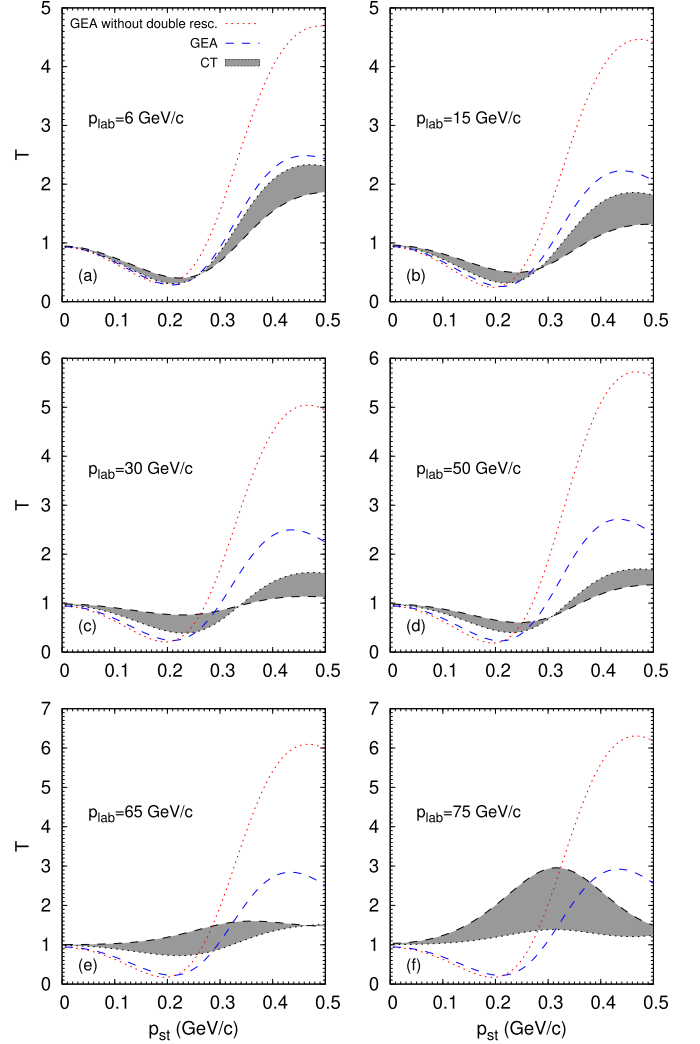 GEA without double resc.
GEA
CT
T
5
4
3
2
1
0
p_lab=6 GeV/c
(a)
0 0.1 0.2 0.3 0.4 0.5
5
4
3
2
1
0
p_lab=15 GeV/c
(b)
0 0.1 0.2 0.3 0.4 0.5
T
6
5
4
3
2
1
0
p_lab=30 GeV/c
(c)
0 0.1 0.2 0.3 0.4 0.5
6
5
4
3
2
1
0
p_lab=50 GeV/c
(d)
0 0.1 0.2 0.3 0.4 0.5
T
7
6
5
4
3
2
1
0
p_lab=65 GeV/c
(e)
0 0.1 0.2 0.3 0.4 0.5
p_st (GeV/c)
7
6
5
4
3
2
1
0
p_lab=75 GeV/c
(f)
0 0.1 0.2 0.3 0.4 0.5
p_st (GeV/c)